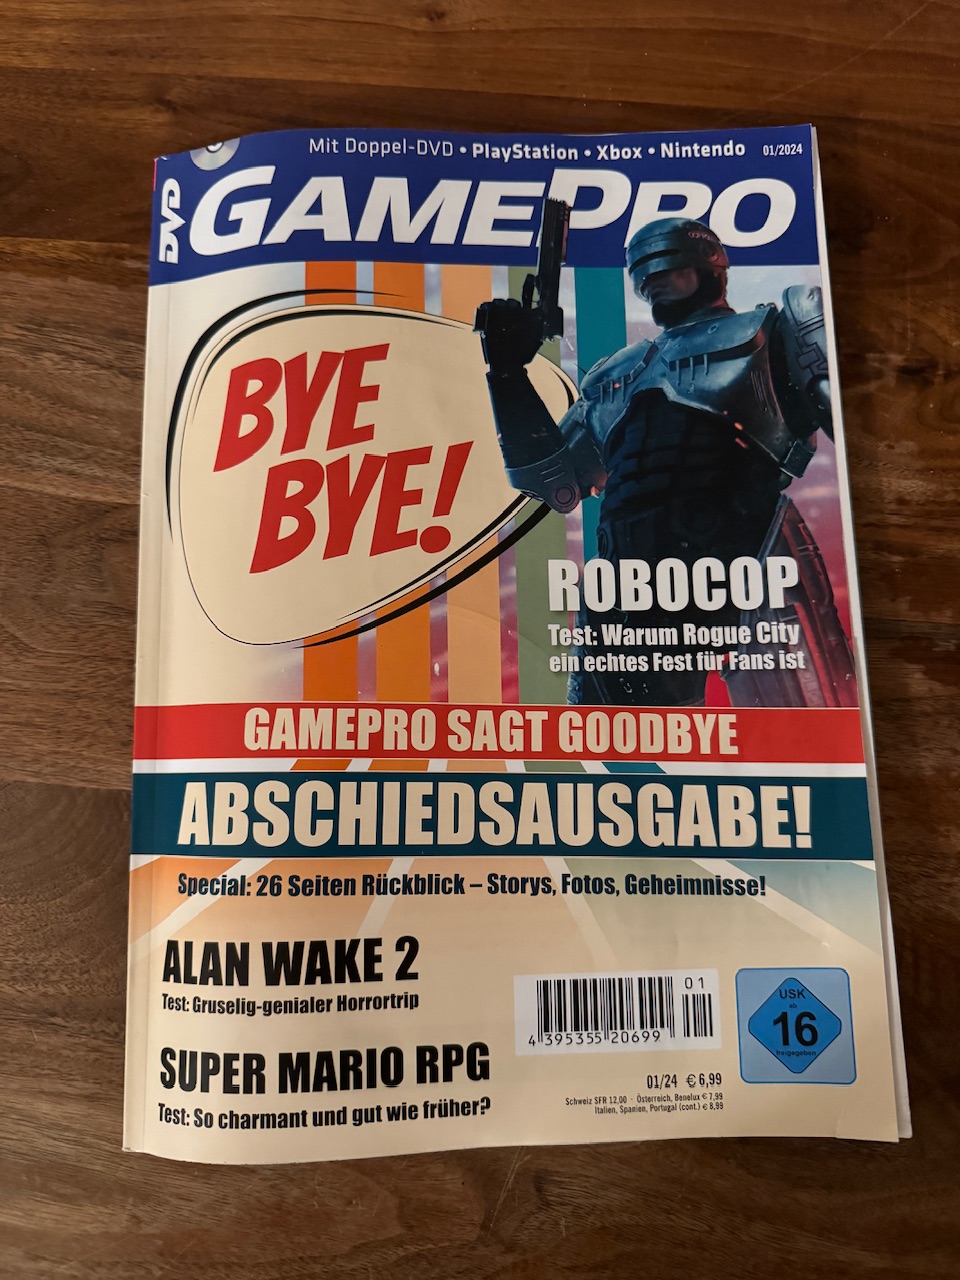 Mit Doppel-DVD • PlayStation • Xbox • Nintendo 01/2024
DVD
GAMEPRO
BYE
BYE!
ROBOCOP
Test: Warum Rogue City
ein echtes Fest für Fans ist
GAMEPRO SAGT GOODBYE
ABSCHIEDSAUSGABE!
Special: 26 Seiten Rückblick – Storys, Fotos, Geheimnisse!
ALAN WAKE 2
Test: Gruselig-genialer Horrortrip
SUPER MARIO RPG
Test: So charmant und gut wie früher?
01
4 395355 20699
01/24 € 6,99
Schweiz SFR 12,00 · Österreich, Benelux € 7,99
Italien, Spanien, Portugal (cont.) € 8,99
USK
ab
16
freigegeben